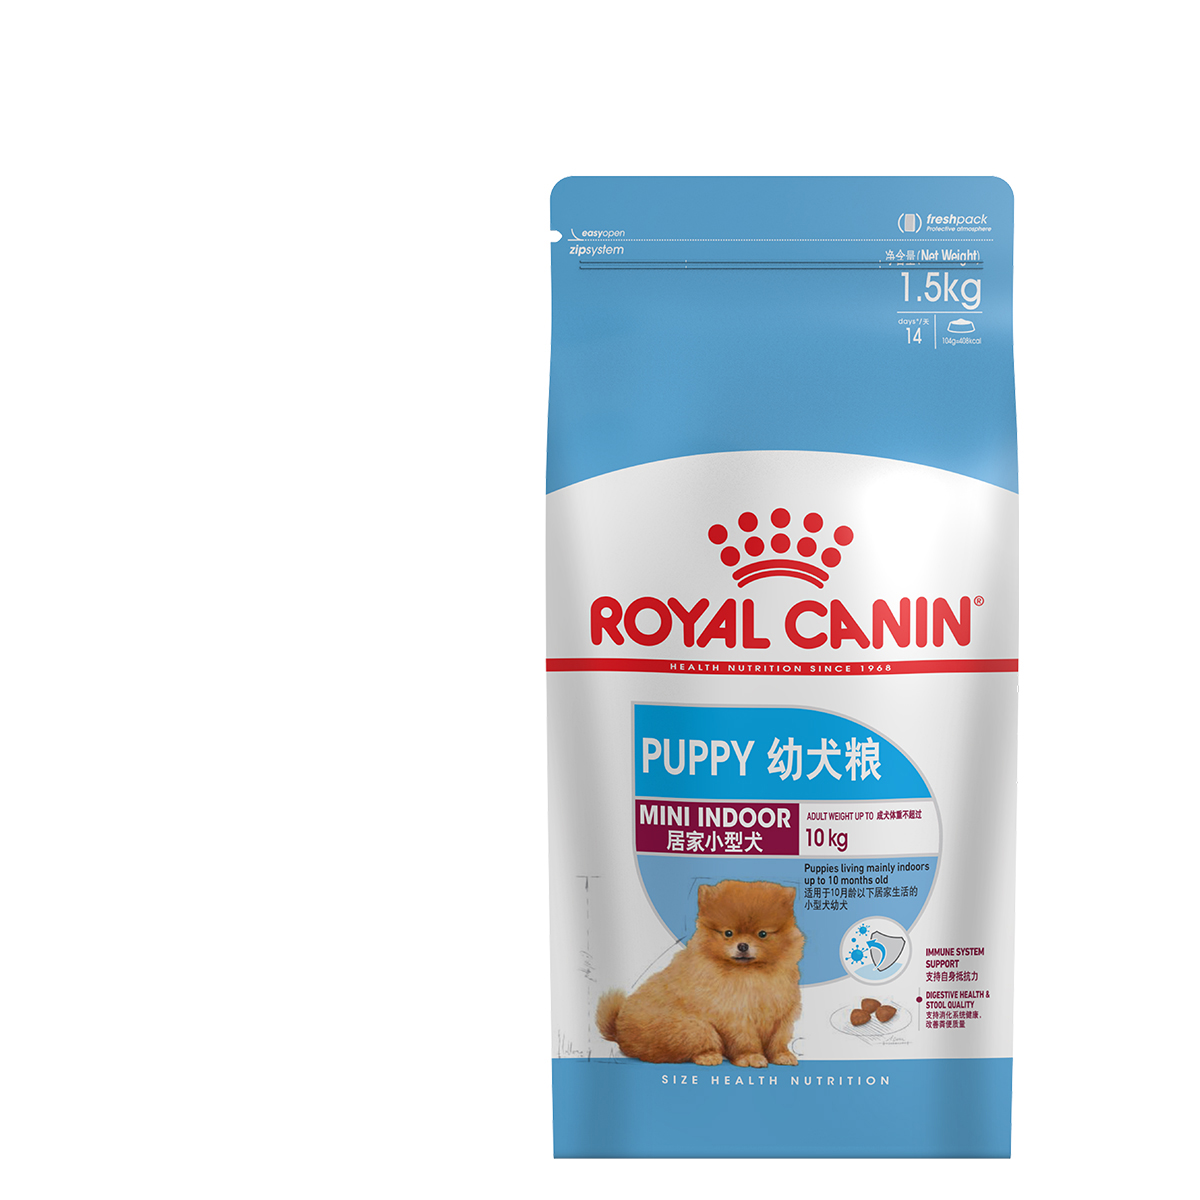 easyopen
zipsystem
freshpack
Protective atmosphere
净含量(Net Weight)
1.5kg
days*/天
14
104g=408kcal
ROYAL CANIN®
HEALTH NUTRITION SINCE 1968
PUPPY 幼犬粮
MINI INDOOR
居家小型犬
ADULT WEIGHT UP TO 成犬体重不超过
10 kg
Puppies living mainly indoors
up to 10 months old
适用于10月龄以下居家生活的
小型犬幼犬
IMMUNE SYSTEM
SUPPORT
支持自身抵抗力
DIGESTIVE HEALTH &
STOOL QUALITY
支持消化系统健康，
改善粪便质量
SIZE HEALTH NUTRITION